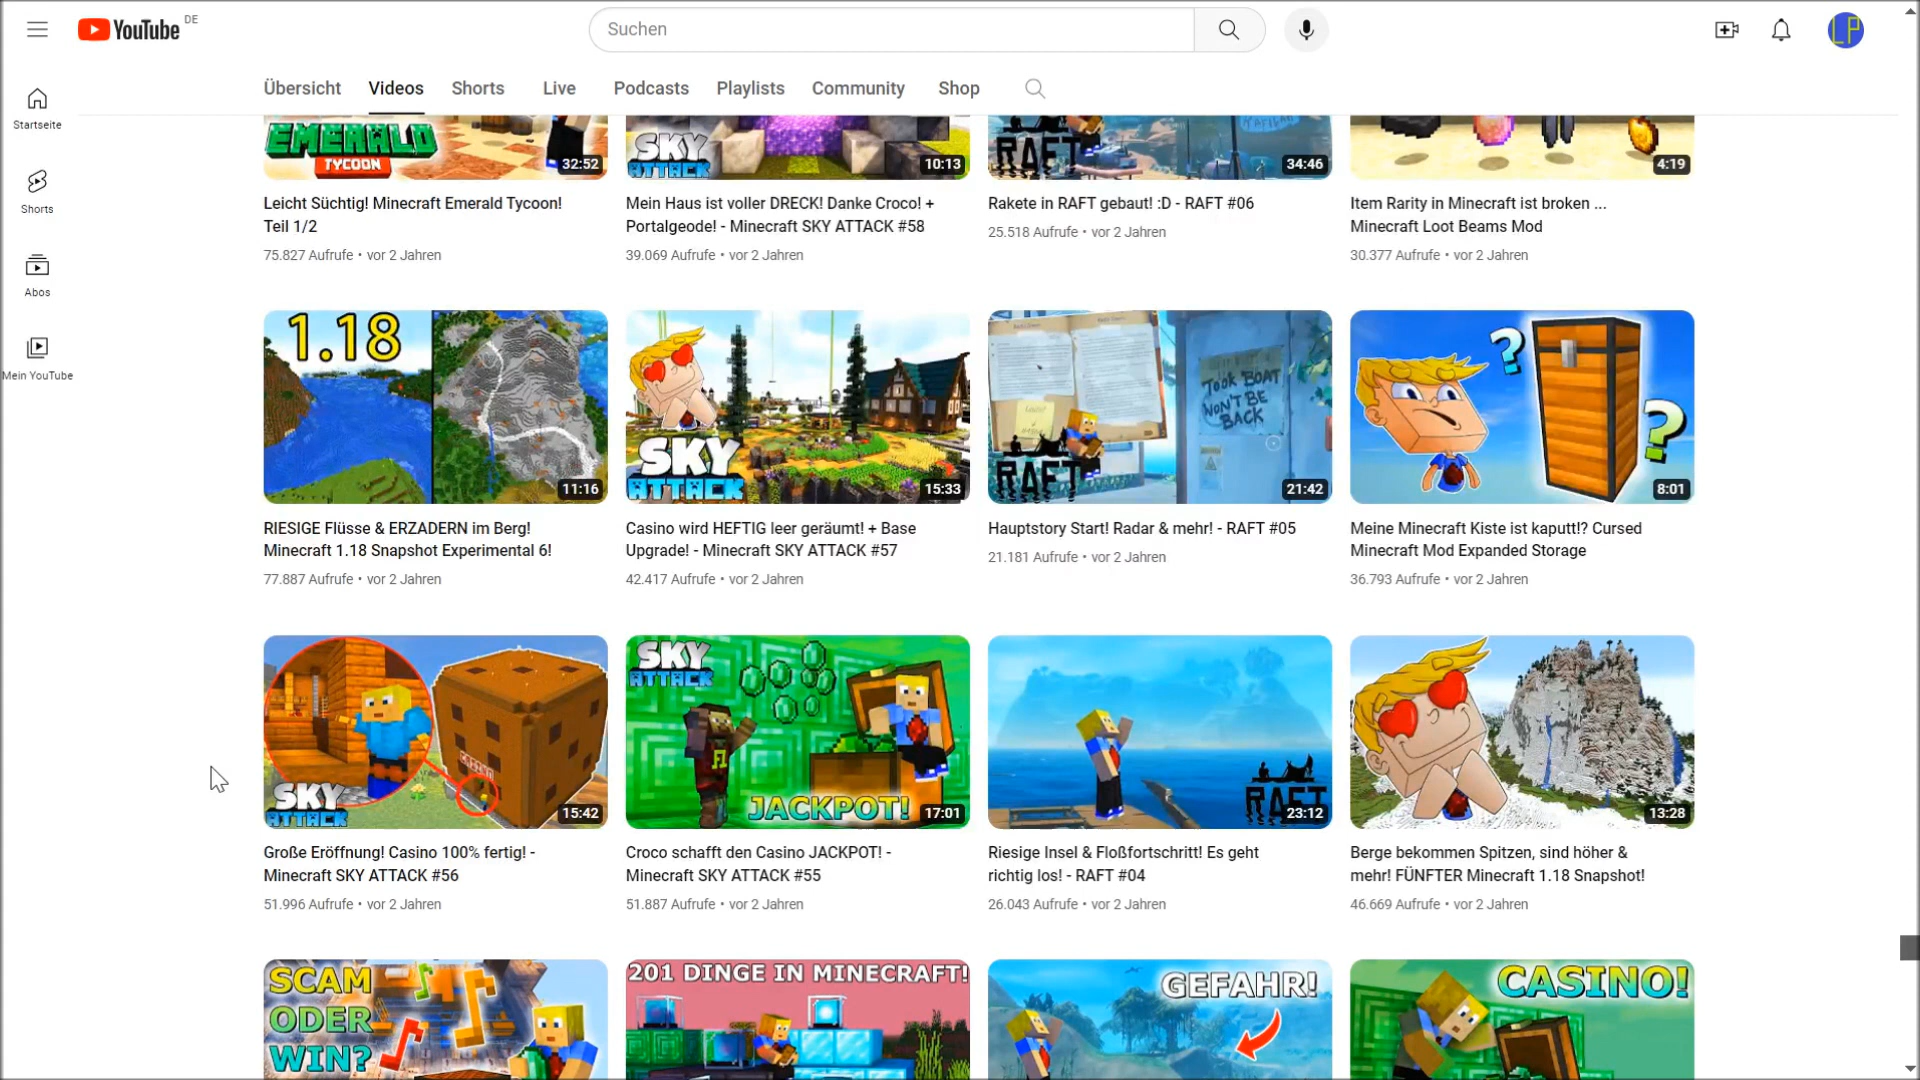 YouTube DE
Suchen
LP
Übersicht Videos Shorts Live Podcasts Playlists Community Shop
Startseite
Shorts
Abos
Mein YouTube
EMERALD
TYCOON
32:52
SKY
ATTACK
10:13
RAFT
34:46
4:19
Leicht Süchtig! Minecraft Emerald Tycoon!
Teil 1/2
75.827 Aufrufe • vor 2 Jahren
Mein Haus ist voller DRECK! Danke Croco! +
Portalgeode! - Minecraft SKY ATTACK #58
39.069 Aufrufe • vor 2 Jahren
Rakete in RAFT gebaut! :D - RAFT #06
25.518 Aufrufe • vor 2 Jahren
Item Rarity in Minecraft ist broken ...
Minecraft Loot Beams Mod
30.377 Aufrufe • vor 2 Jahren
1.18
11:16
SKY
ATTACK
15:33
TOOK BOAT
WON'T BE
BACK
RAFT
21:42
? ?
8:01
RIESIGE Flüsse & ERZADERN im Berg!
Minecraft 1.18 Snapshot Experimental 6!
77.887 Aufrufe • vor 2 Jahren
Casino wird HEFTIG leer geräumt! + Base
Upgrade! - Minecraft SKY ATTACK #57
42.417 Aufrufe • vor 2 Jahren
Hauptstory Start! Radar & mehr! - RAFT #05
21.181 Aufrufe • vor 2 Jahren
Meine Minecraft Kiste ist kaputt!? Cursed
Minecraft Mod Expanded Storage
36.793 Aufrufe • vor 2 Jahren
CASINO
SKY
ATTACK
15:42
SKY
ATTACK
JACKPOT!
17:01
RAFT
23:12
13:28
Große Eröffnung! Casino 100% fertig! -
Minecraft SKY ATTACK #56
51.996 Aufrufe • vor 2 Jahren
Croco schafft den Casino JACKPOT! -
Minecraft SKY ATTACK #55
51.887 Aufrufe • vor 2 Jahren
Riesige Insel & Floßfortschritt! Es geht
richtig los! - RAFT #04
26.043 Aufrufe • vor 2 Jahren
Berge bekommen Spitzen, sind höher &
mehr! FÜNFTER Minecraft 1.18 Snapshot!
46.669 Aufrufe • vor 2 Jahren
SCAM
ODER
WIN?
201 DINGE IN MINECRAFT!
GEFAHR!
CASINO!